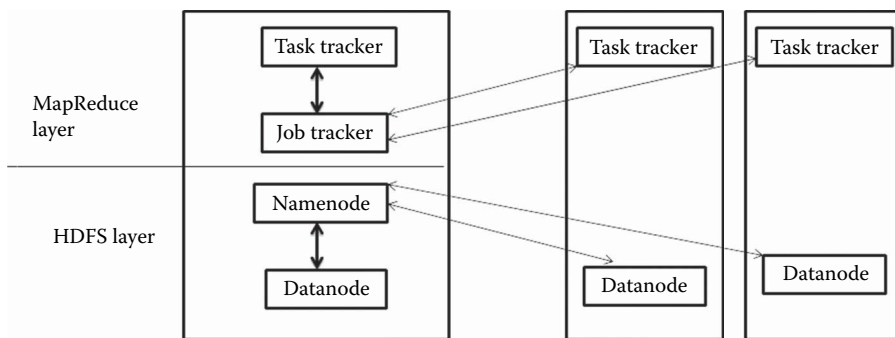 Task tracker
Task tracker
Task tracker
MapReduce
layer
Job tracker
Namenode
HDFS layer
Datanode
Datanode
Datanode